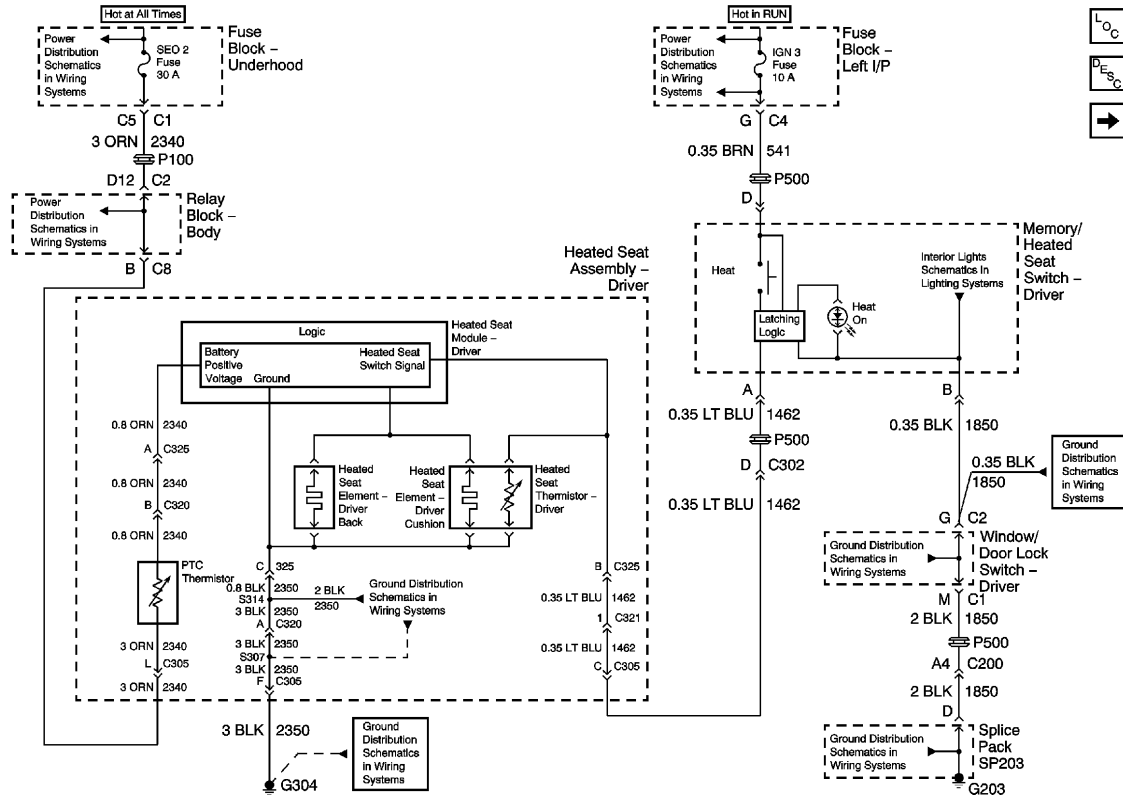 Hot at All Times
Power
Distribution
Schematics
in Wiring
Systems
SEO 2
Fuse
30 A
Fuse
Block –
Underhood
C5 C1
3 ORN 2340
P100
D12 C2
Power
Distribution
Schematics in
Wiring Systems
Relay
Block –
Body
B C8
Hot in RUN
Power
Distribution
Schematics
in Wiring
Systems
IGN 3
Fuse
10 A
Fuse
Block –
Left I/P
G C4
0.35 BRN 541
P500
D
LOC
DESC
Memory/
Heated
Seat
Switch –
Driver
Heat
Interior Lights
Schematics In
Lighting Systems
Latching
Logic
Heat
On
A
B
0.35 LT BLU 1462
P500
D C302
0.35 LT BLU 1462
0.35 BLK 1850
0.35 BLK
1850
Ground
Distribution
Schematics
in Wiring
Systems
G C2
Ground Distribution
Schematics in
Wiring Systems
Window/
Door Lock
Switch –
Driver
M C1
2 BLK 1850
P500
A4 C200
2 BLK 1850
D
Ground Distribution
Schematics in
Wiring Systems
Splice
Pack
SP203
G203
Heated Seat
Assembly –
Driver
Logic
Heated Seat
Module –
Driver
Battery
Positive
Voltage
Ground
Heated Seat
Switch Signal
0.8 ORN 2340
A C325
0.8 ORN 2340
B C320
0.8 ORN 2340
PTC
Thermistor
3 ORN 2340
L C305
3 ORN 2340
Heated
Seat
Element –
Driver
Back
Heated
Seat
Element –
Driver
Cushion
Heated
Seat
Thermistor –
Driver
C 325
0.8 BLK 2350
S314
2 BLK
2350
Ground Distribution
Schematics in
Wiring Systems
3 BLK 2350
A C320
3 BLK 2350
S307
3 BLK 2350
F C305
B C325
0.35 LT BLU 1462
1 C321
0.35 LT BLU 1462
C C305
3 BLK 2350
G304
Ground
Distribution
Schematics
in Wiring
Systems